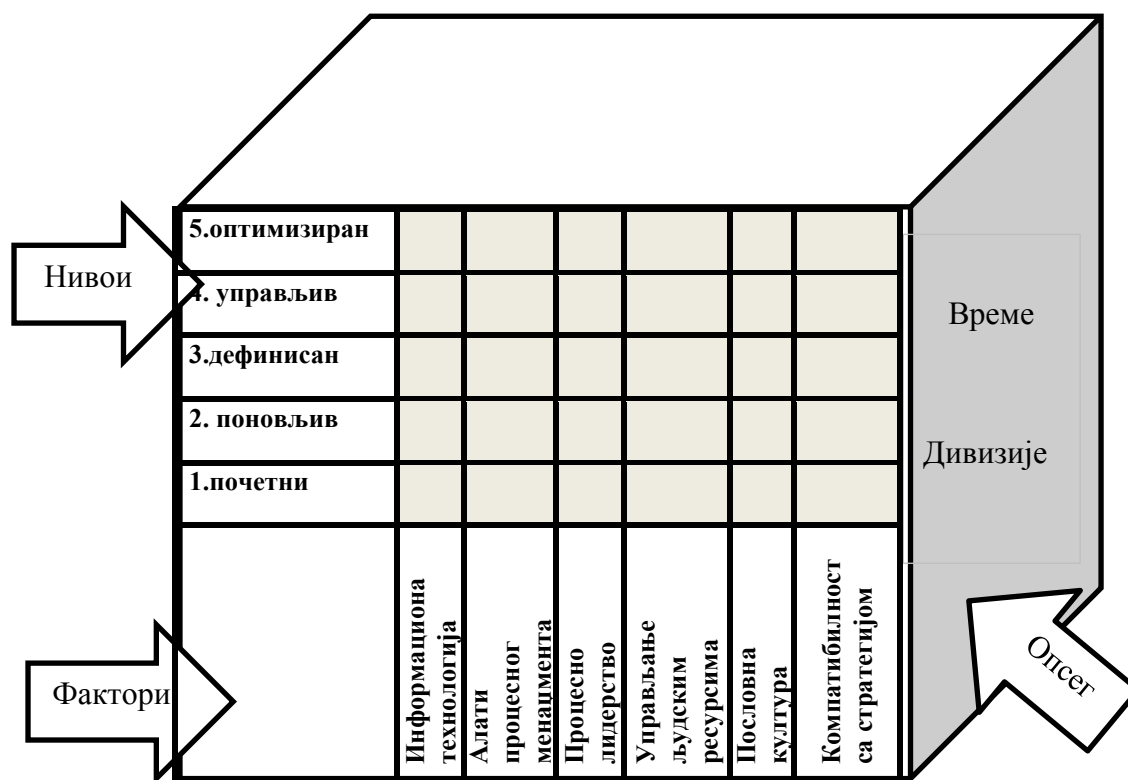 Нивои
5.оптимизиран
4. управљив
3.дефинисан
2. поновљив
1.почетни
Време
Дивизије
Фактори
Информациона
технологија
Алати
процесног
менаџмента
Процесно
лидерство
Управљање
људским
ресурсима
Пословна
култура
Компатибилност
са стратегијом
Опсег